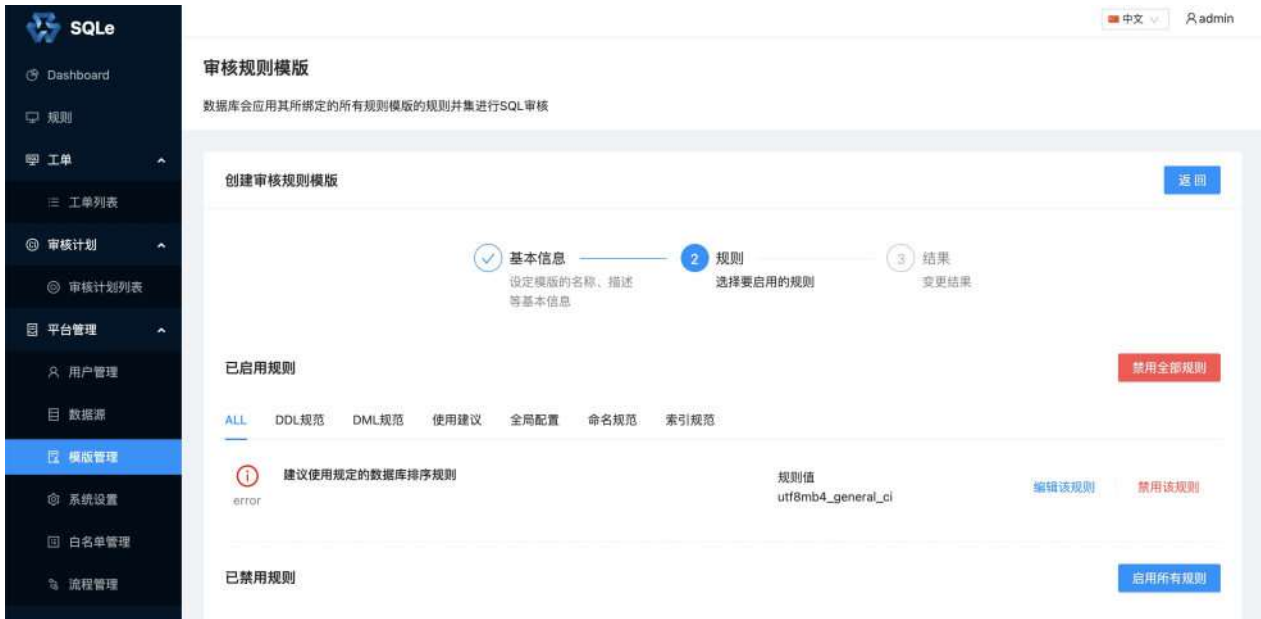 SQLe
中文
admin
Dashboard
规则
工单
工单列表
审核计划
审核计划列表
平台管理
用户管理
数据源
模版管理
系统设置
白名单管理
流程管理
审核规则模版
数据库会应用其所绑定的所有规则模版的规则并集进行SQL审核
创建审核规则模版
返 回
基本信息
设定模版的名称、描述
等基本信息
2
规则
选择要启用的规则
3
结果
变更结果
已启用规则
禁用全部规则
ALL DDL规范 DML规范 使用建议 全局配置 命名规范 索引规范
error
建议使用规定的数据库排序规则
规则值
utf8mb4_general_ci
编辑该规则
禁用该规则
已禁用规则
启用所有规则